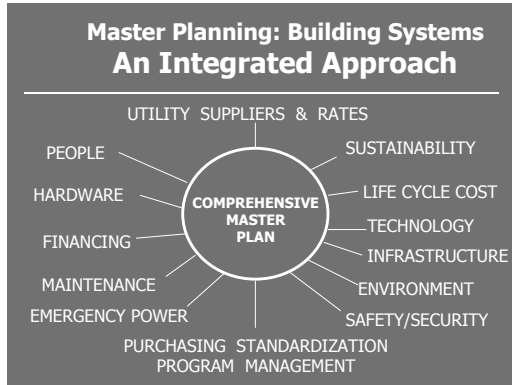 Master Planning: Building Systems
An Integrated Approach
UTILITY SUPPLIERS & RATES
PEOPLE
SUSTAINABILITY
HARDWARE
LIFE CYCLE COST
COMPREHENSIVE
MASTER
PLAN
TECHNOLOGY
FINANCING
INFRASTRUCTURE
MAINTENANCE
ENVIRONMENT
EMERGENCY POWER
SAFETY/SECURITY
PURCHASING STANDARDIZATION
PROGRAM MANAGEMENT